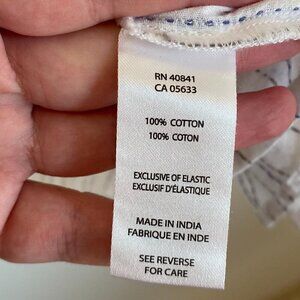 RN 40841
CA 05633
100% COTTON
100% COTON
EXCLUSIVE OF ELASTIC
EXCLUSIF D'ÉLASTIQUE
MADE IN INDIA
FABRIQUE EN INDE
SEE REVERSE
FOR CARE